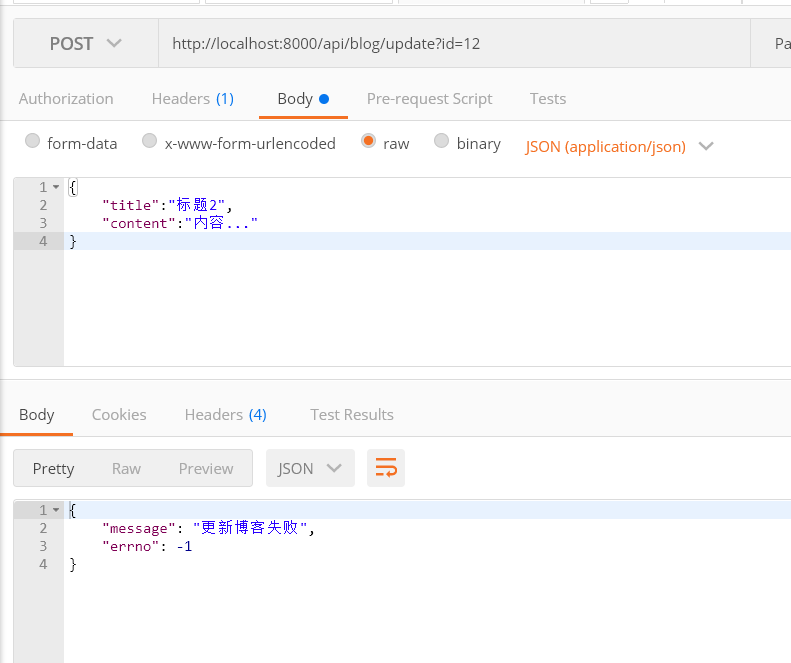 POST http://localhost:8000/api/blog/update?id=12 Pa
Authorization Headers (1) Body Pre-request Script Tests
form-data x-www-form-urlencoded raw binary JSON (application/json)
1 {
2 "title":"标题2",
3 "content":"内容..."
4 }
Body Cookies Headers (4) Test Results
Pretty Raw Preview JSON
1 {
2 "message": "更新博客失败",
3 "errno": -1
4 }